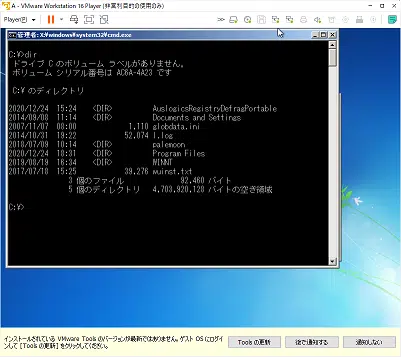 A - VMware Workstation 16 Player (非営利目的の使用のみ)
Player(P)
管理者: X:¥windows¥system32¥cmd.exe
C:¥>dir
ドライブ C のボリューム ラベルがありません。
ボリューム シリアル番号は AC6A-4A23 です
C:¥ のディレクトリ
2020/12/24 15:24 <DIR> AuslogicsRegistryDefragPortable
2014/09/08 11:14 <DIR> Documents and Settings
2007/11/07 08:00 1,110 globdata.ini
2014/10/31 19:22 52,074 l.log
2018/07/09 10:14 <DIR> palemoon
2020/12/24 18:31 <DIR> Program Files
2019/08/19 16:34 <DIR> WINNT
2017/07/18 15:25 39,276 wuinst.txt
3 個のファイル 92,460 バイト
5 個のディレクトリ 4,703,920,128 バイトの空き領域
C:¥>
インストールされている VMware Tools のバージョンが最新ではありません。ゲスト OS にログイ
ンして [Tools の更新] をクリックしてください。
Tools の更新
後で通知する
通知しない